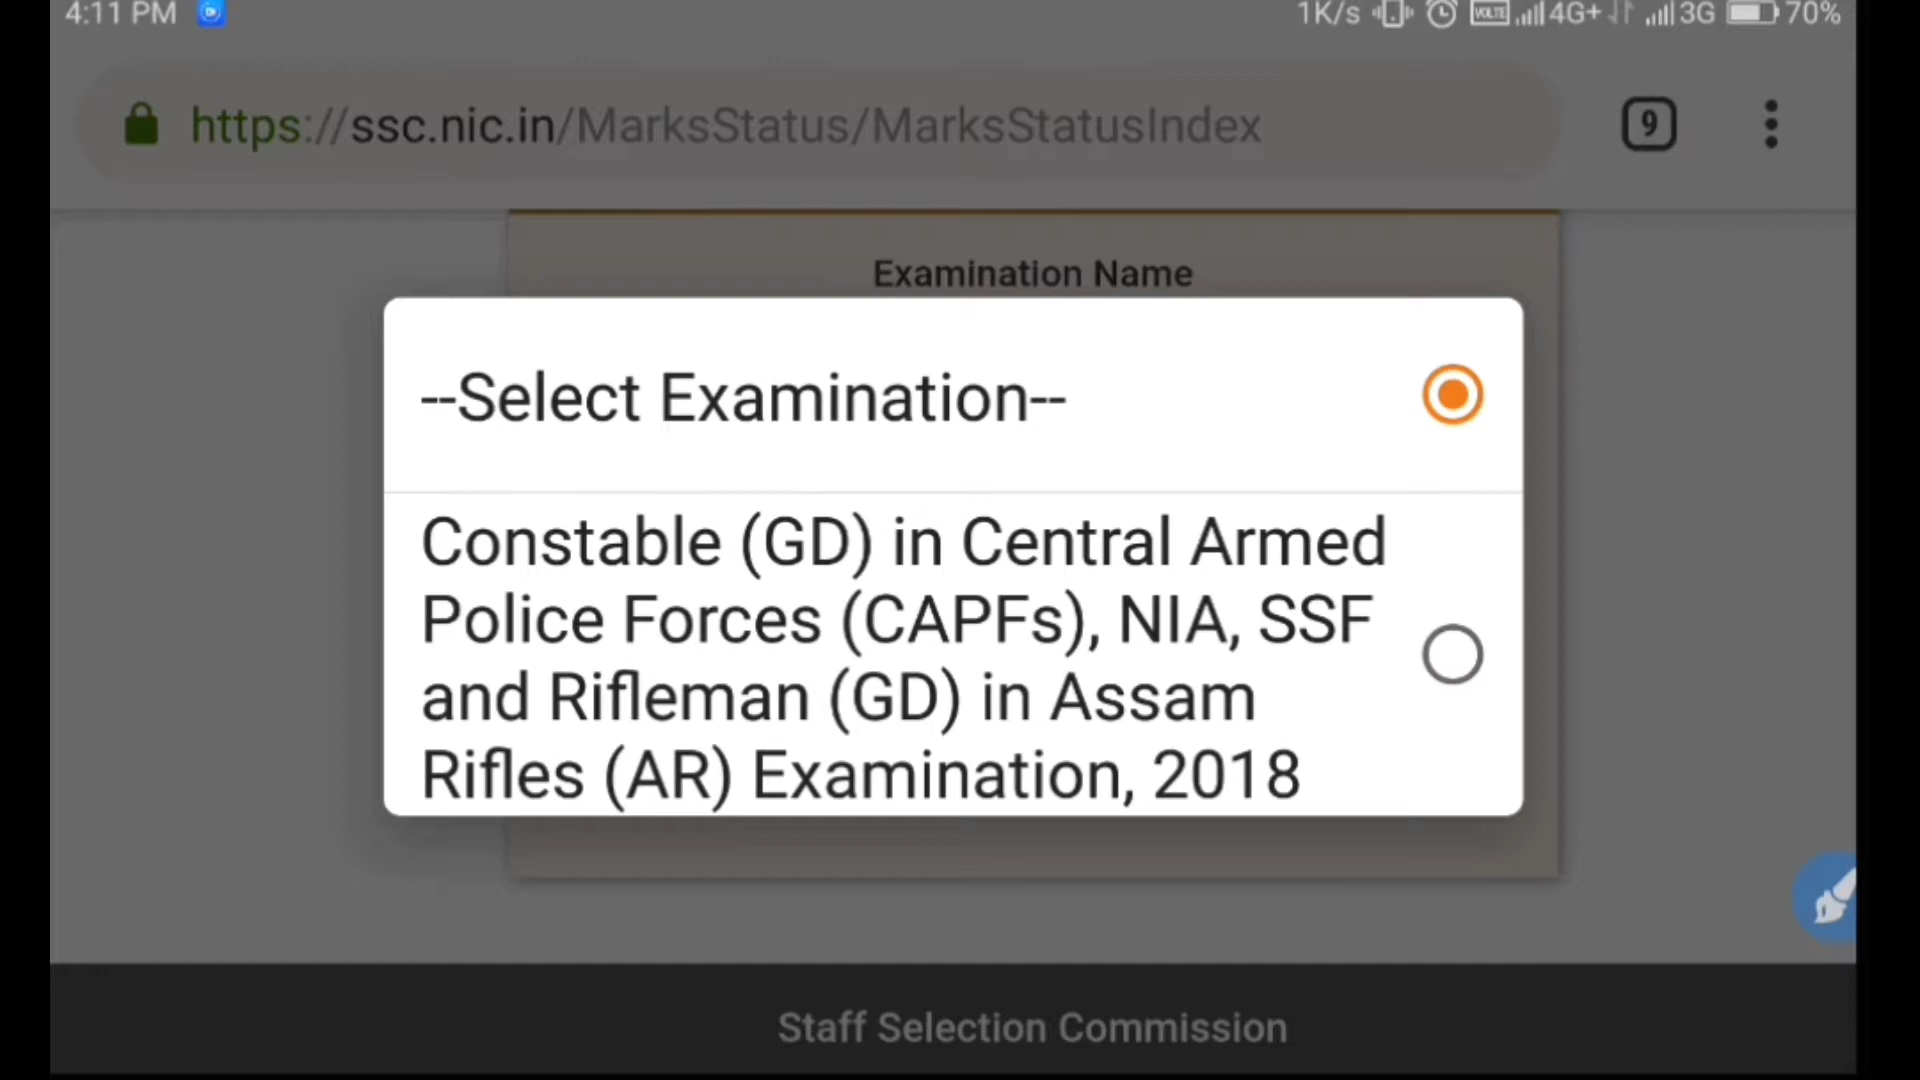 4:11 PM
1K/s VOLTE 4G+ 3G 70%
https://ssc.nic.in/MarksStatus/MarksStatusIndex
9
Examination Name
--Select Examination--
Constable (GD) in Central Armed
Police Forces (CAPFs), NIA, SSF
and Rifleman (GD) in Assam
Rifles (AR) Examination, 2018
Staff Selection Commission